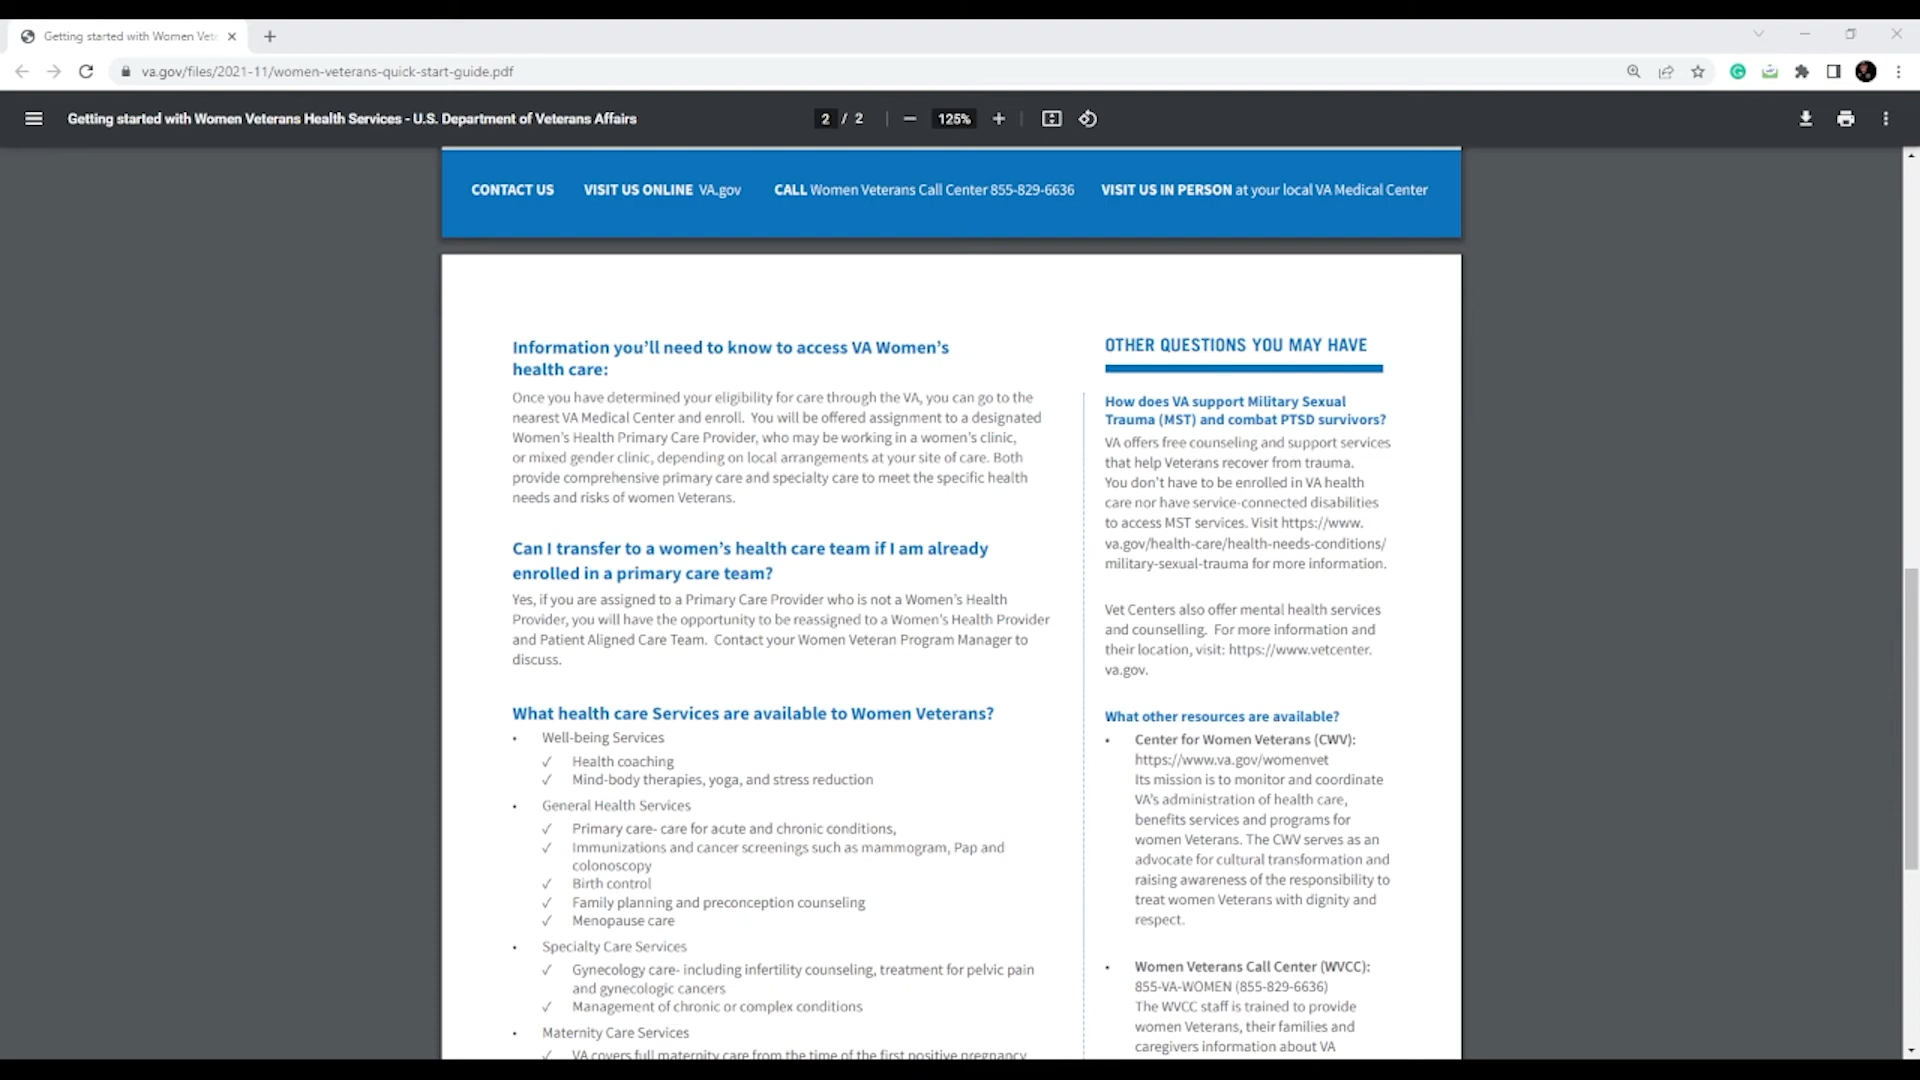 Getting started with Women Vet
va.gov/files/2021-11/women-veterans-quick-start-guide.pdf
Getting started with Women Veterans Health Services - U.S. Department of Veterans Affairs
2 / 2
125%
CONTACT US VISIT US ONLINE VA.gov CALL Women Veterans Call Center 855-829-6636 VISIT US IN PERSON at your local VA Medical Center
Information you’ll need to know to access VA Women’s
health care:
Once you have determined your eligibility for care through the VA, you can go to the
nearest VA Medical Center and enroll. You will be offered assignment to a designated
Women’s Health Primary Care Provider, who may be working in a women’s clinic,
or mixed gender clinic, depending on local arrangements at your site of care. Both
provide comprehensive primary care and specialty care to meet the specific health
needs and risks of women Veterans.
Can I transfer to a women’s health care team if I am already
enrolled in a primary care team?
Yes, if you are assigned to a Primary Care Provider who is not a Women’s Health
Provider, you will have the opportunity to be reassigned to a Women’s Health Provider
and Patient Aligned Care Team. Contact your Women Veteran Program Manager to
discuss.
What health care Services are available to Women Veterans?
• Well-being Services
✓ Health coaching
✓ Mind-body therapies, yoga, and stress reduction
• General Health Services
✓ Primary care- care for acute and chronic conditions,
✓ Immunizations and cancer screenings such as mammogram, Pap and
colonoscopy
✓ Birth control
✓ Family planning and preconception counseling
✓ Menopause care
• Specialty Care Services
✓ Gynecology care- including infertility counseling, treatment for pelvic pain
and gynecologic cancers
✓ Management of chronic or complex conditions
• Maternity Care Services
✓ VA covers full maternity care from the time of the first positive pregnancy
OTHER QUESTIONS YOU MAY HAVE
How does VA support Military Sexual
Trauma (MST) and combat PTSD survivors?
VA offers free counseling and support services
that help Veterans recover from trauma.
You don’t have to be enrolled in VA health
care nor have service-connected disabilities
to access MST services. Visit https://www.
va.gov/health-care/health-needs-conditions/
military-sexual-trauma for more information.
Vet Centers also offer mental health services
and counselling. For more information and
their location, visit: https://www.vetcenter.
va.gov.
What other resources are available?
• Center for Women Veterans (CWV):
https://www.va.gov/womenvet
Its mission is to monitor and coordinate
VA’s administration of health care,
benefits services and programs for
women Veterans. The CWV serves as an
advocate for cultural transformation and
raising awareness of the responsibility to
treat women Veterans with dignity and
respect.
• Women Veterans Call Center (WVCC):
855-VA-WOMEN (855-829-6636)
The WVCC staff is trained to provide
women Veterans, their families and
caregivers information about VA